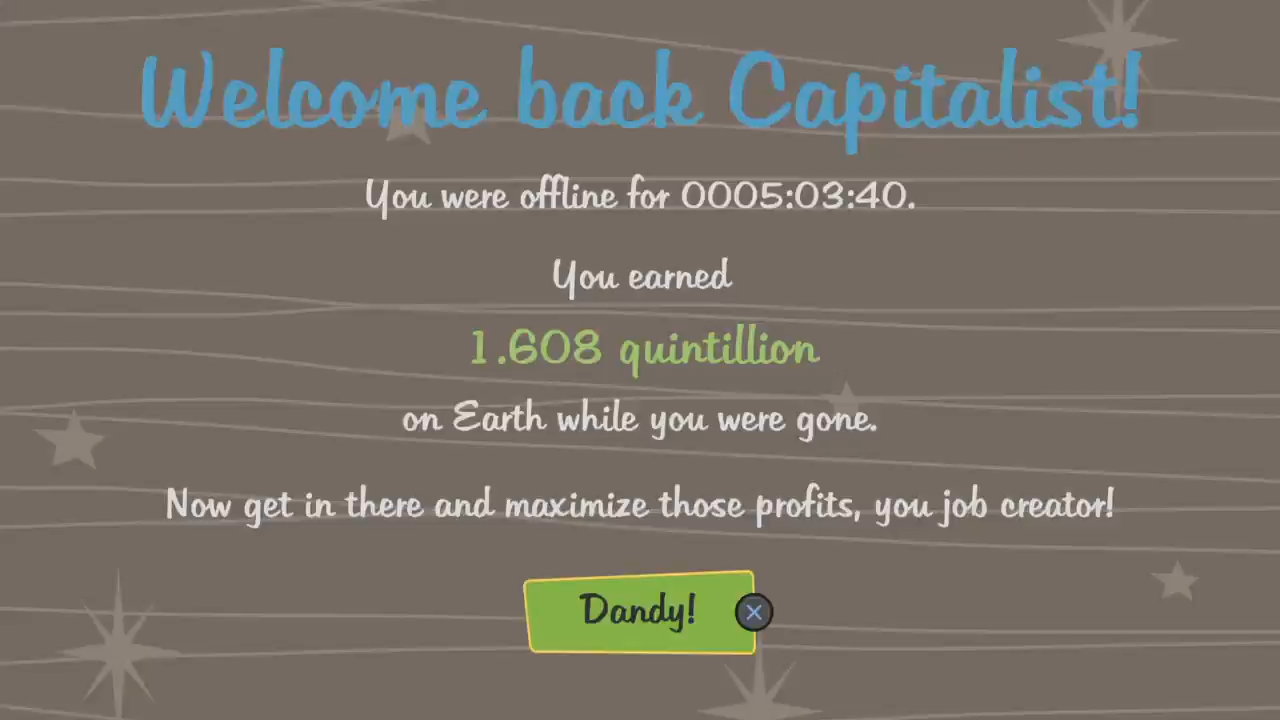 Welcome back Capitalist!
You were offline for 0005:03:40.
You earned
1.608 quintillion
on Earth while you were gone.
Now get in there and maximize those profits, you job creator!
Dandy!